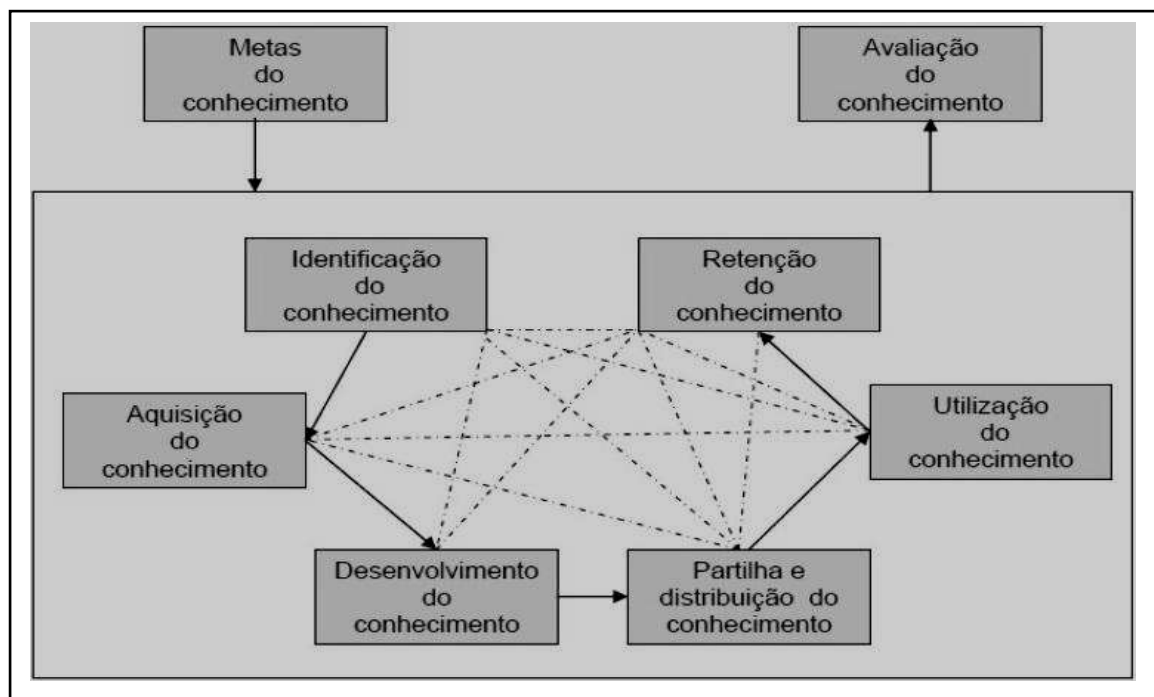 Metas
do
conhecimento
Avaliação
do
conhecimento
Identificação
do
conhecimento
Retenção
do
conhecimento
Aquisição
do
conhecimento
Utilização
do
conhecimento
Desenvolvimento
do
conhecimento
Partilha e
distribuição do
conhecimento